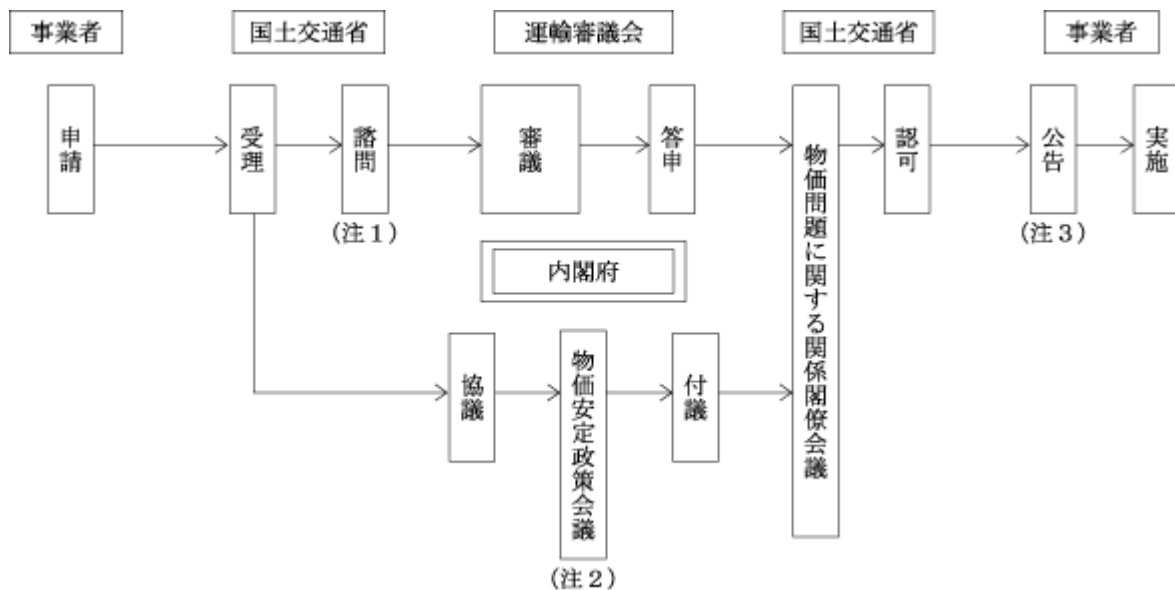 事業者
国土交通省
運輸審議会
国土交通省
事業者
申請
受理
諮問
審議
答申
物価問題に関する関係閣僚会議
認可
公告
実施
(注1)
(注3)
内閣府
協議
物価安定政策会議
付議
(注2)